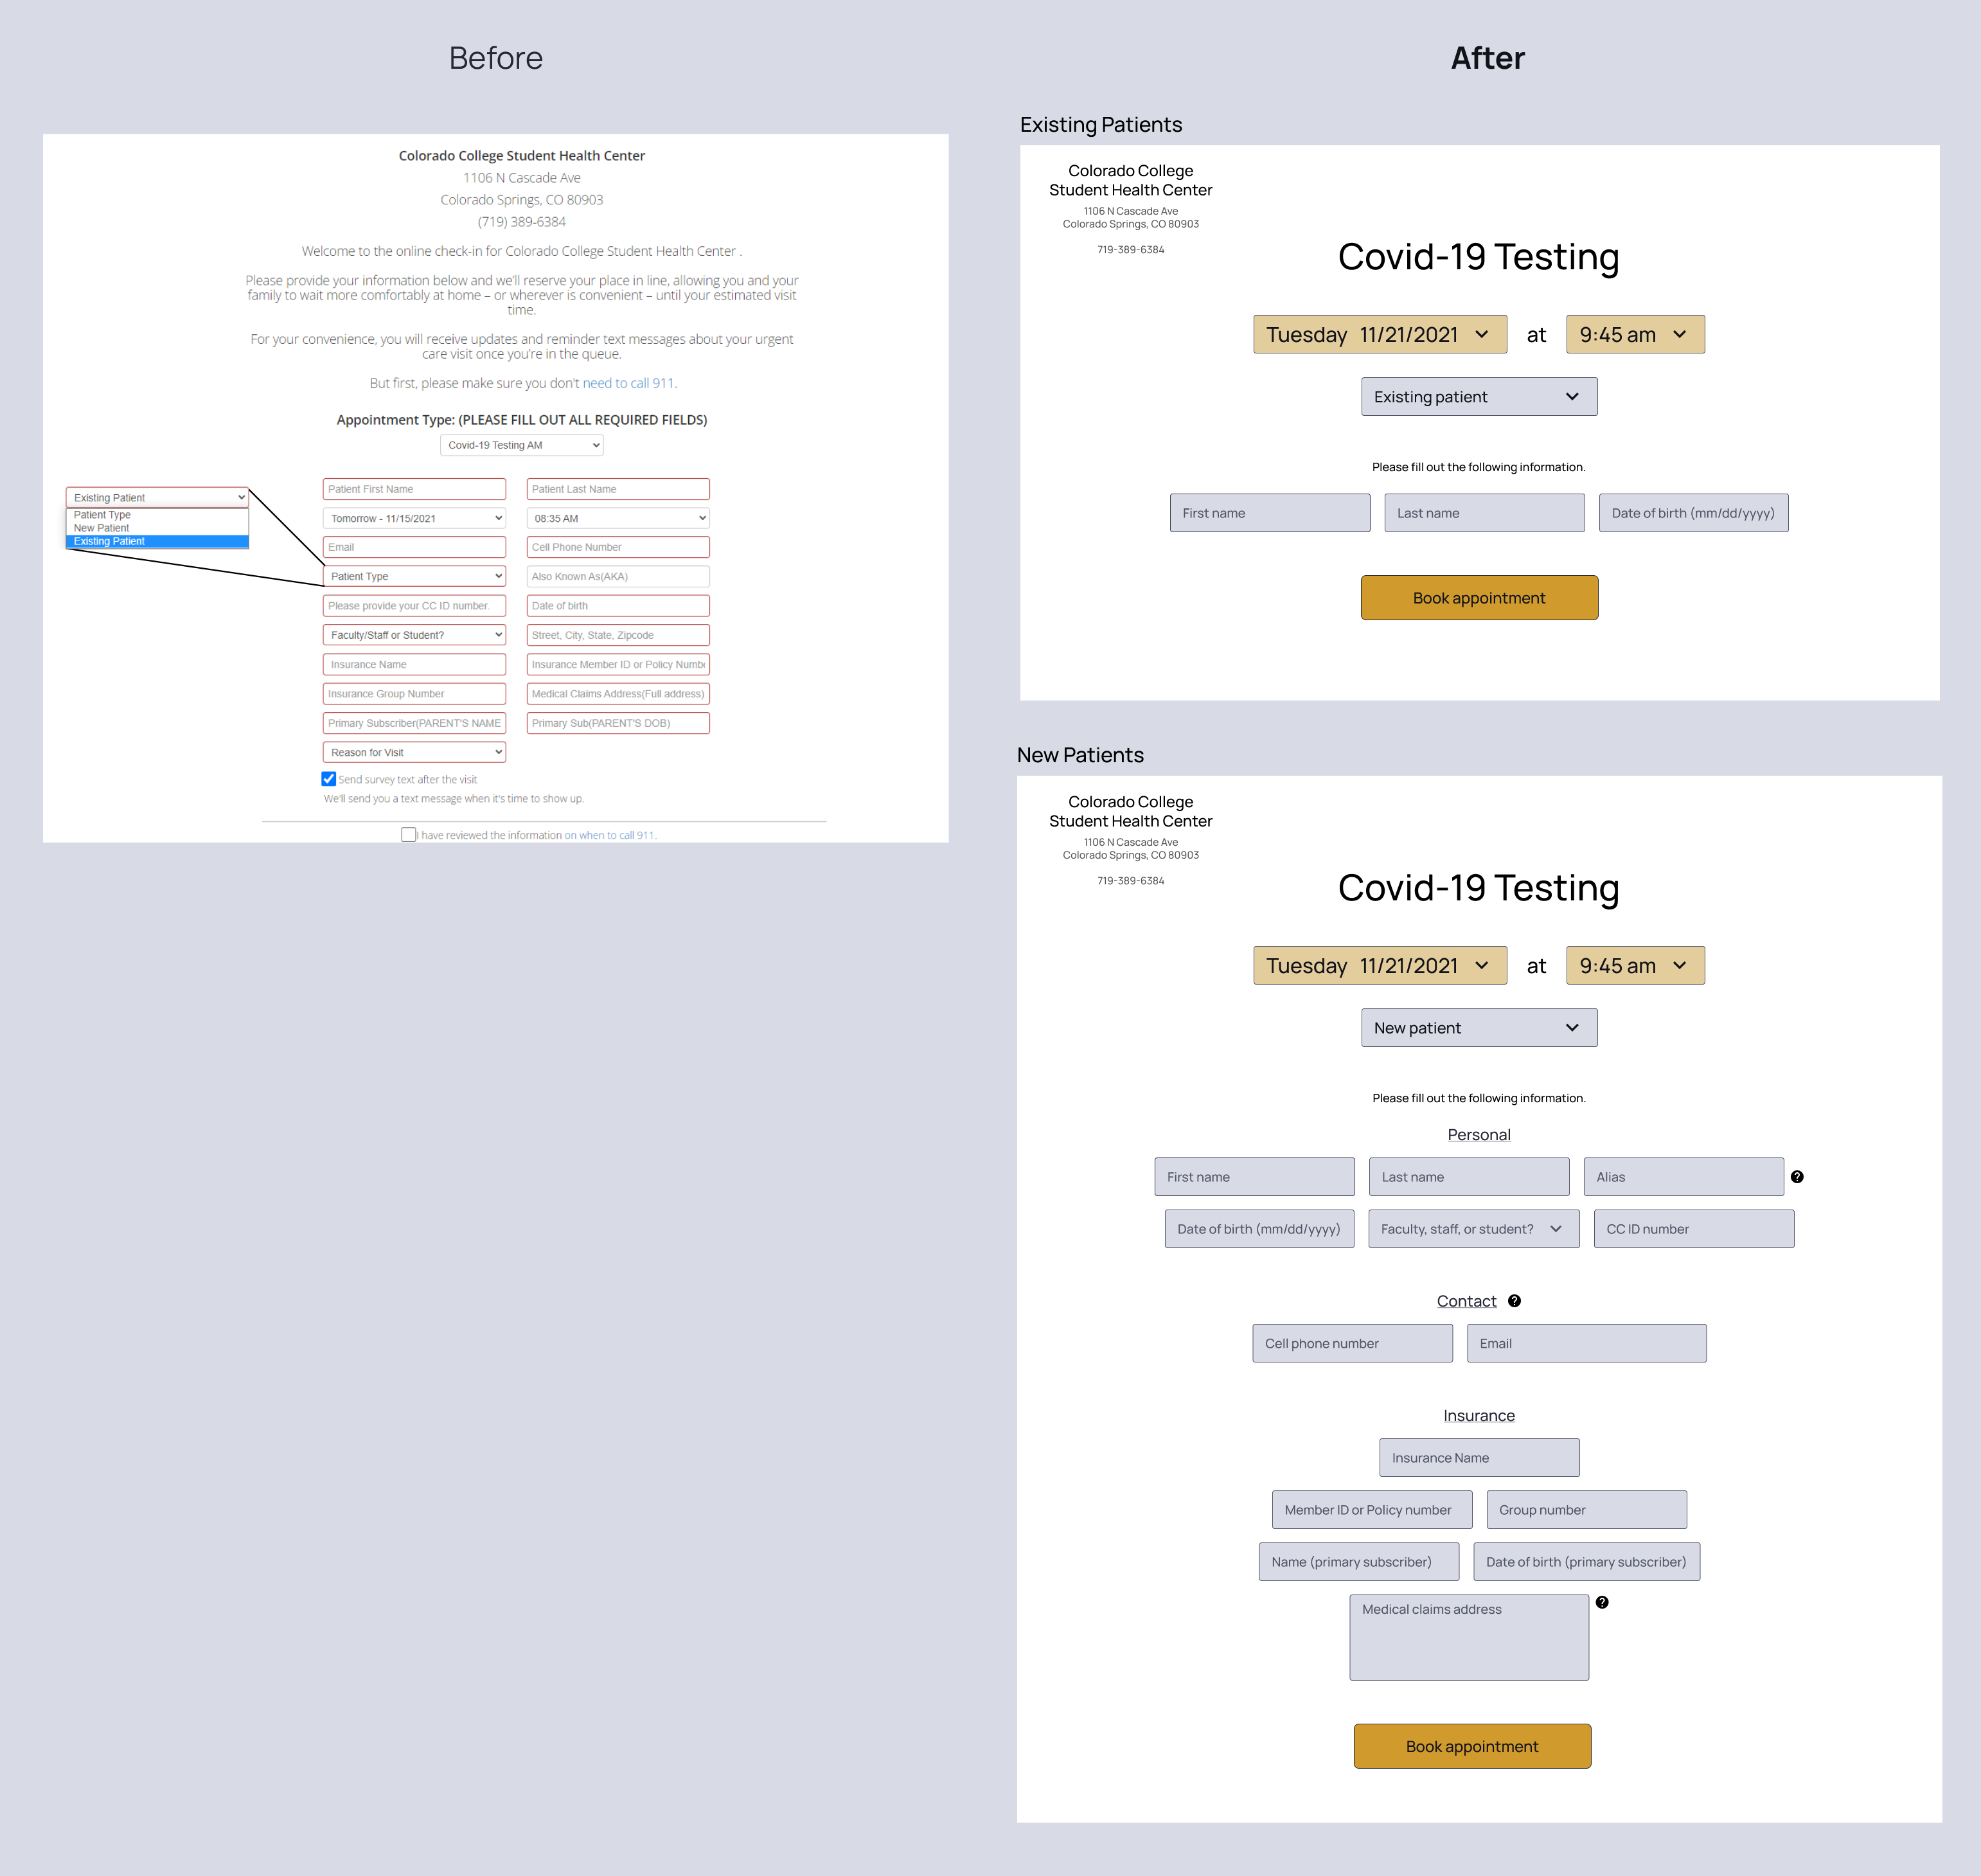 Before
Colorado College Student Health Center
1106 N Cascade Ave
Colorado Springs, CO 80903
(719) 389-6384
Welcome to the online check-in for Colorado College Student Health Center .
Please provide your information below and we'll reserve your place in line, allowing you and your
family to wait more comfortably at home – or wherever is convenient – until your estimated visit
time.
For your convenience, you will receive updates and reminder text messages about your urgent
care visit once you're in the queue.
But first, please make sure you don't need to call 911.
Appointment Type: (PLEASE FILL OUT ALL REQUIRED FIELDS)
Covid-19 Testing AM
Existing Patient
Patient Type
New Patient
Existing Patient
Patient First Name
Patient Last Name
Tomorrow - 11/15/2021
08:35 AM
Email
Cell Phone Number
Patient Type
Also Known As(AKA)
Please provide your CC ID number.
Date of birth
Faculty/Staff or Student?
Street, City, State, Zipcode
Insurance Name
Insurance Member ID or Policy Numb
Insurance Group Number
Medical Claims Address(Full address)
Primary Subscriber(PARENT'S NAME
Primary Sub(PARENT'S DOB)
Reason for Visit
Send survey text after the visit
We'll send you a text message when it's time to show up.
I have reviewed the information on when to call 911.
After
Existing Patients
Colorado College
Student Health Center
1106 N Cascade Ave
Colorado Springs, CO 80903
719-389-6384
Covid-19 Testing
Tuesday 11/21/2021 at 9:45 am
Existing patient
Please fill out the following information.
First name
Last name
Date of birth (mm/dd/yyyy)
Book appointment
New Patients
Colorado College
Student Health Center
1106 N Cascade Ave
Colorado Springs, CO 80903
719-389-6384
Covid-19 Testing
Tuesday 11/21/2021 at 9:45 am
New patient
Please fill out the following information.
Personal
First name
Last name
Alias
?
Date of birth (mm/dd/yyyy)
Faculty, staff, or student?
CC ID number
Contact ?
Cell phone number
Email
Insurance
Insurance Name
Member ID or Policy number
Group number
Name (primary subscriber)
Date of birth (primary subscriber)
Medical claims address
?
Book appointment